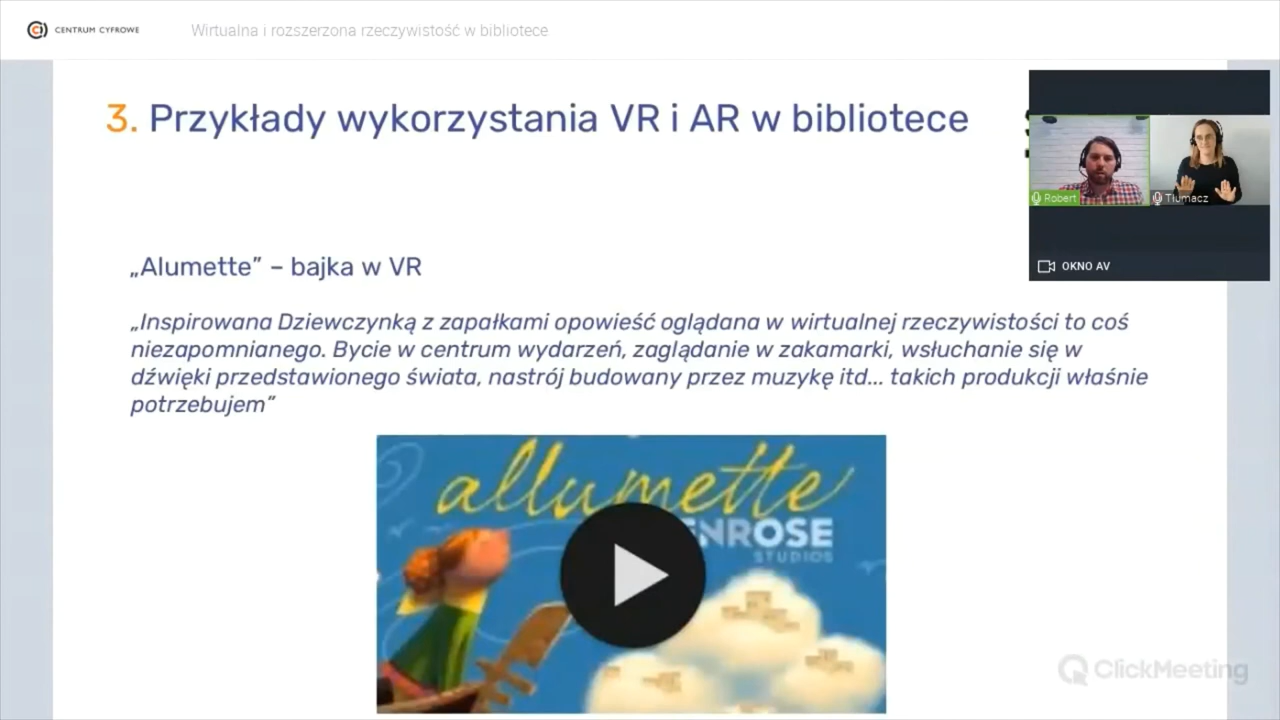 CENTRUM CYFROWE
Wirtualna i rozszerzona rzeczywistość w bibliotece
3. Przykłady wykorzystania VR i AR w bibliotece
Robert
Tłumacz
OKNO AV
„Alumette” – bajka w VR
„Inspirowana Dziewczynką z zapałkami opowieść oglądana w wirtualnej rzeczywistości to coś
niezapomnianego. Bycie w centrum wydarzeń, zaglądanie w zakamarki, wsłuchanie się w
dźwięki przedstawionego świata, nastrój budowany przez muzykę itd... takich produkcji właśnie
potrzebujem”
allumette
ENROSE
STUDIOS
ClickMeeting